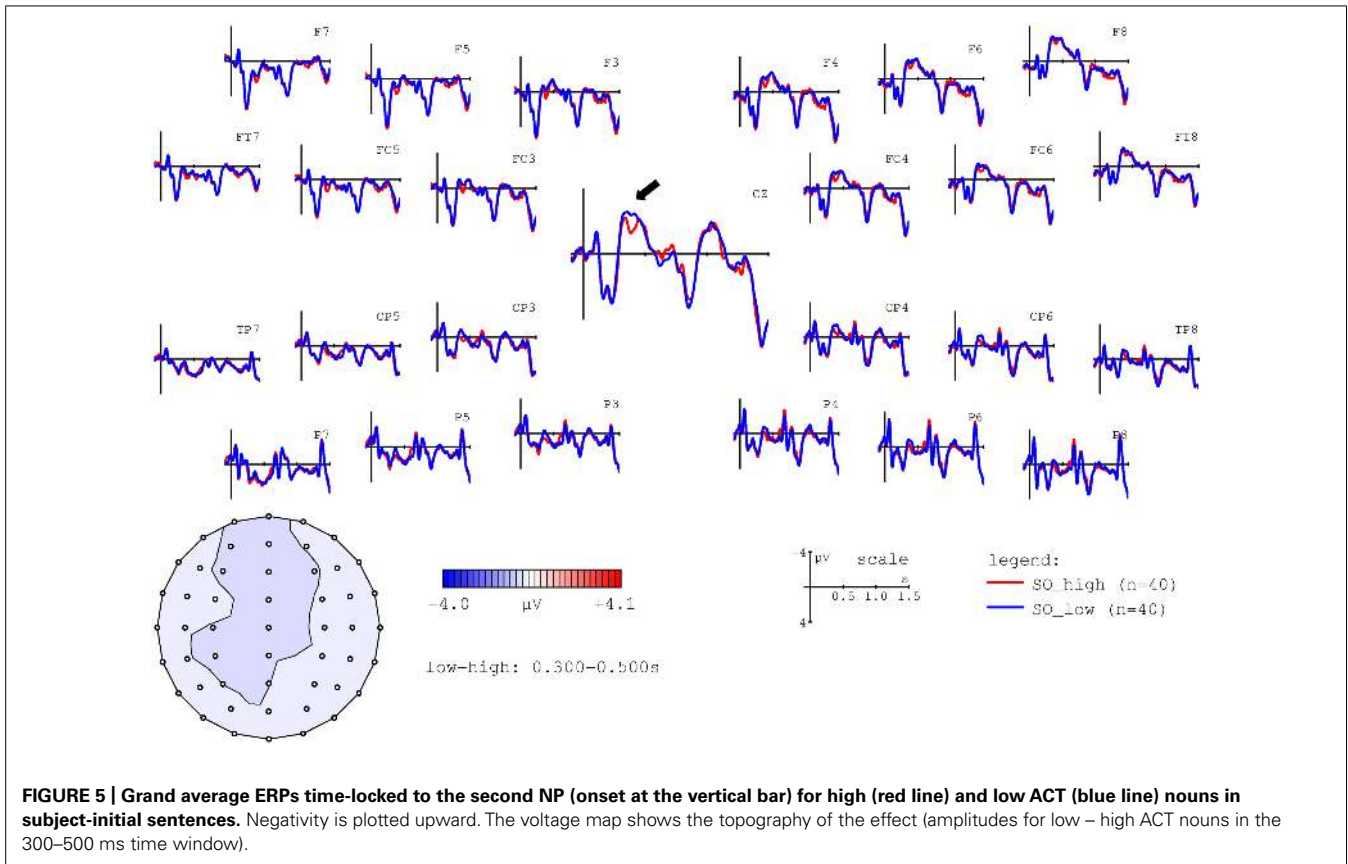 F7
F5
F3
F4
F6
F8
FT7
FC5
FC3
CZ
FC4
FC6
FT8
TP7
CP5
CP3
CP4
CP6
TP8
P7
P5
P3
P4
P6
P8
-4.0 µV +4.1
low-high: 0.300-0.500s
-4 µV scale
s
0.5 1.0 1.5
4
legend:
SO_high (n=40)
SO_low (n=40)
FIGURE 5 | Grand average ERPs time-locked to the second NP (onset at the vertical bar) for high (red line) and low ACT (blue line) nouns in
subject-initial sentences. Negativity is plotted upward. The voltage map shows the topography of the effect (amplitudes for low – high ACT nouns in the
300–500 ms time window).